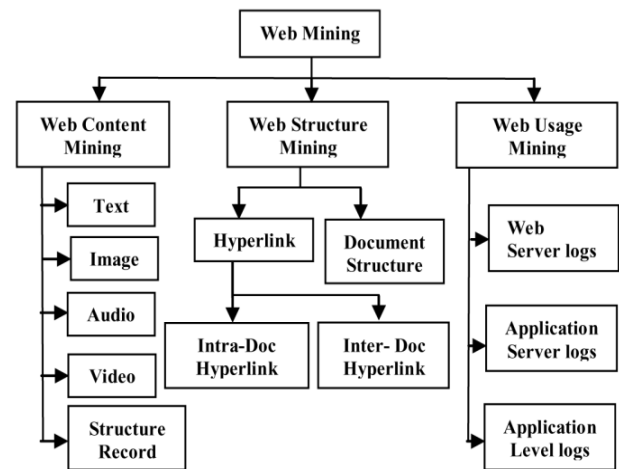 Web Mining
Web Content
Mining
Web Structure
Mining
Web Usage
Mining
Text
Image
Audio
Video
Structure
Record
Hyperlink
Document
Structure
Intra-Doc
Hyperlink
Inter- Doc
Hyperlink
Web
Server logs
Application
Server logs
Application
Level logs